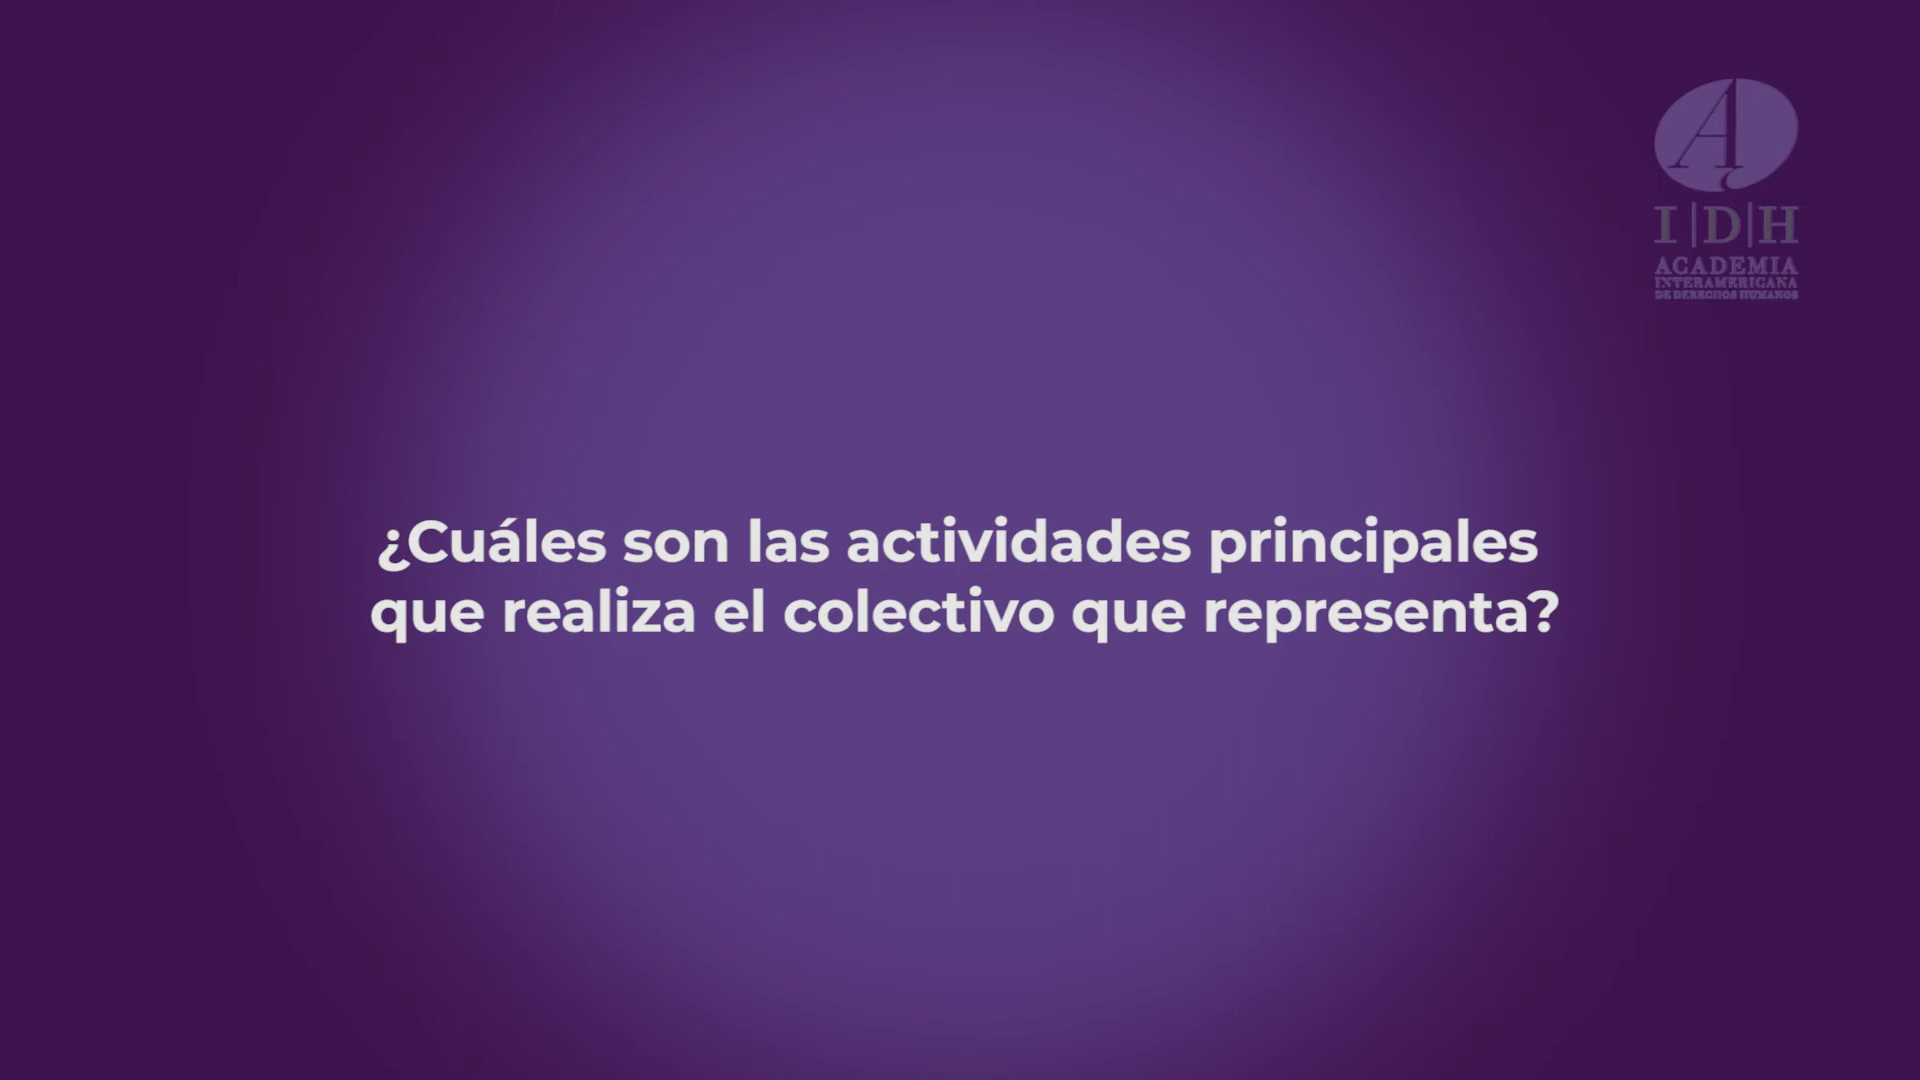 A
I|D|H
ACADEMIA
INTERAMERICANA
DE DERECHOS HUMANOS
¿Cuáles son las actividades principales
que realiza el colectivo que representa?